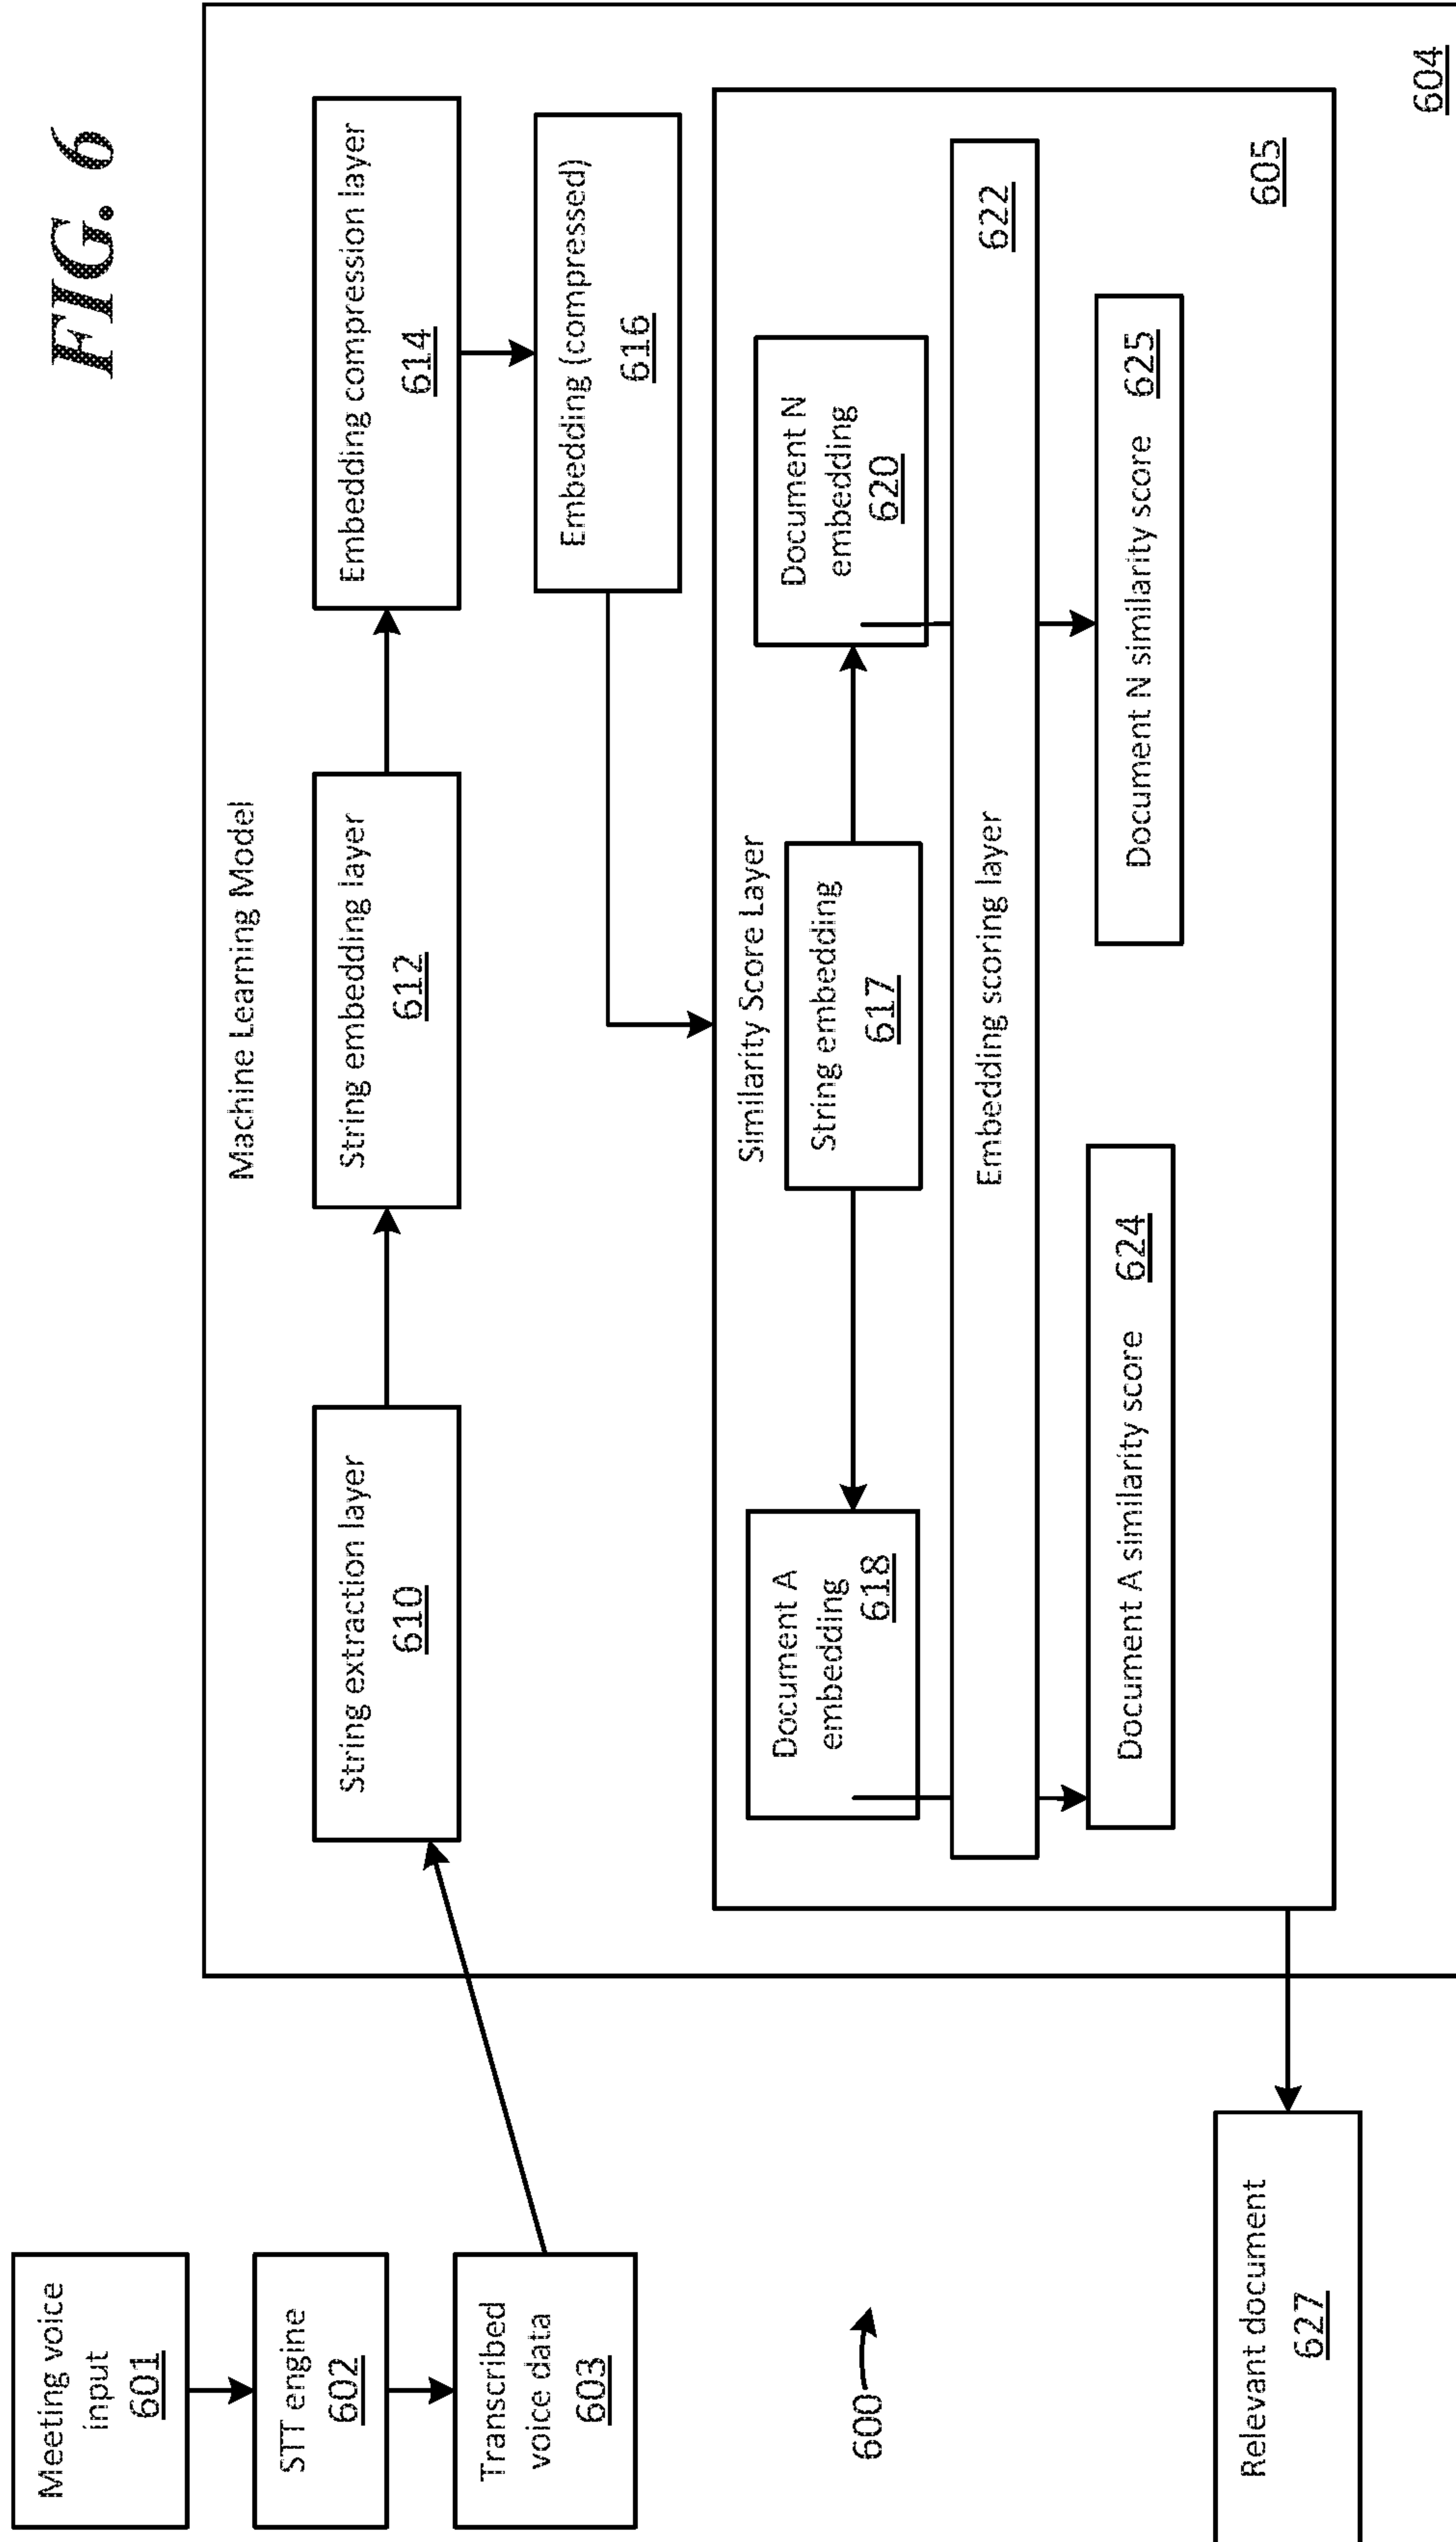 FIG. 6
Meeting voice
input
601
STT engine
602
Transcribed
voice data
603
600
Relevant document
627
Machine Learning Model
String extraction layer
610
String embedding layer
612
Embedding compression layer
614
Embedding (compressed)
616
Similarity Score Layer
Document A
embedding
618
String embedding
617
Document N
embedding
620
Embedding scoring layer 622
Document A similarity score 624
Document N similarity score 625
605
604